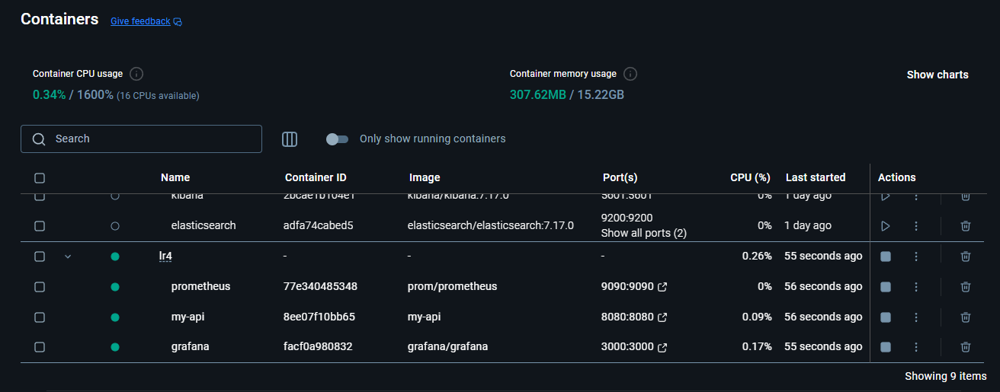 Containers Give feedback
Container CPU usage Container memory usage
0.34% / 1600% (16 CPUs available) 307.62MB / 15.22GB Show charts
Search Only show running containers
Name Container ID Image Port(s) CPU (%) Last started Actions
kibana 2bcae1b104e1 kibana/kibana:7.17.0 5601:5601 0% 1 day ago
elasticsearch adfa74cabed5 elasticsearch/elasticsearch:7.17.0 9200:9200 0% 1 day ago
Show all ports (2)
lr4 - - - 0.26% 55 seconds ago
prometheus 77e340485348 prom/prometheus 9090:9090 0% 56 seconds ago
my-api 8ee07f10bb65 my-api 8080:8080 0.09% 56 seconds ago
grafana facf0a980832 grafana/grafana 3000:3000 0.17% 55 seconds ago
Showing 9 items